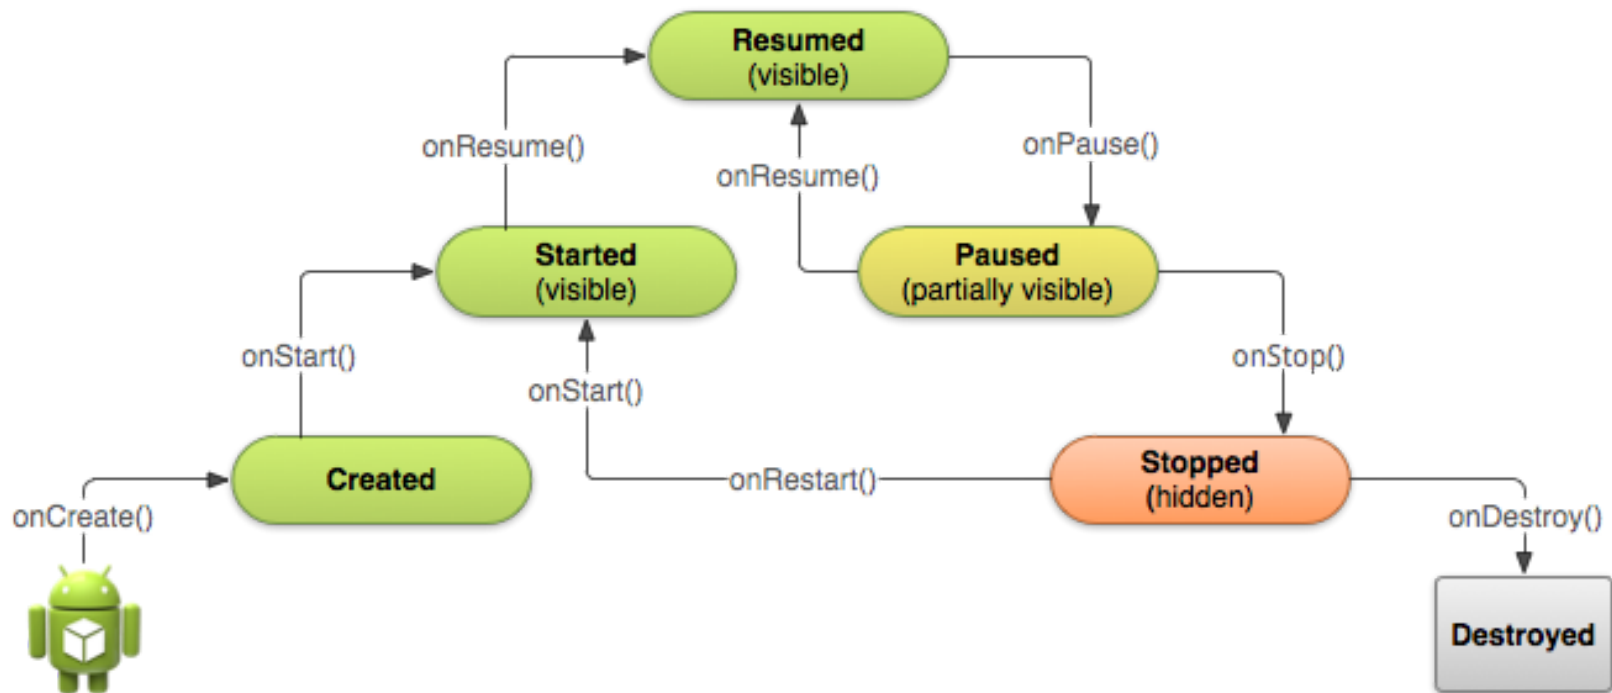 Resumed
(visible)
onResume()
onPause()
onResume()
Started
(visible)
Paused
(partially visible)
onStart()
onStop()
onStart()
Created
onRestart()
Stopped
(hidden)
onCreate()
onDestroy()
Destroyed